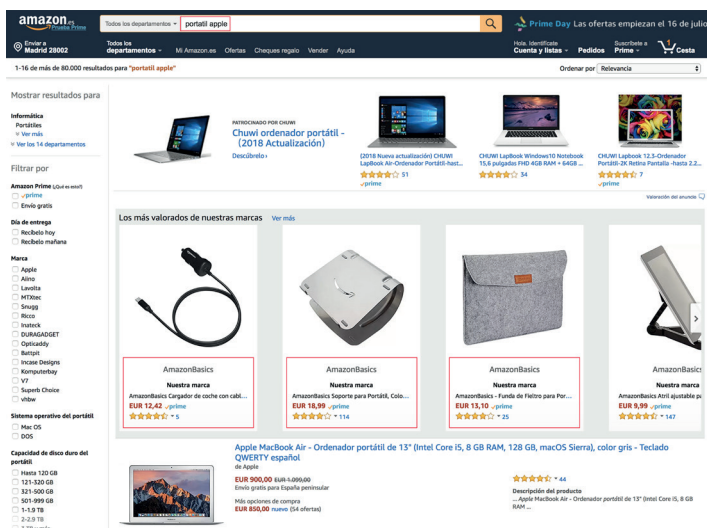 amazon.es
Prueba Prime
Todos los departamentos
portatil apple
Prime Day Las ofertas empiezan el 16 de julio
Enviar a
Madrid 28002
Todos los
departamentos
Mi Amazon.es Ofertas Cheques regalo Vender Ayuda
Hola. Identifícate
Cuenta y listas
Pedidos
Suscríbete a
Prime
1
Cesta
1-16 de más de 80.000 resultados para "portatil apple"
Ordenar por Relevancia
Mostrar resultados para
Informática
Portátiles
Ver más
Ver los 14 departamentos
Filtrar por
Amazon Prime (¿Qué es esto?)
prime
Envío gratis
Día de entrega
Recíbelo hoy
Recíbelo mañana
Marca
Apple
Aiino
Lavolta
MTXtec
Snugg
Ricco
Inateck
DURAGADGET
Opticaddy
Battpit
Incase Designs
Komputerbay
V7
Superb Choice
vhbw
Sistema operativo del portátil
Mac OS
DOS
Capacidad de disco duro del
portátil
Hasta 120 GB
121-320 GB
321-500 GB
501-999 GB
1-1.9 TB
2-2.9 TB
PATROCINADO POR CHUWI
Chuwi ordenador portátil -
(2018 Actualización)
Descúbrelo
(2018 Nueva actualización) CHUWI
LapBook Air-Ordenador Portátil-hast...
51
prime
CHUWI LapBook Windows10 Notebook
15,6 pulgadas FHD 4GB RAM + 64GB ...
34
CHUWI Lapbook 12.3-Ordenador
Portátil-2K Retina Pantalla -hasta 2,2...
7
prime
Valoración del anuncio
Los más valorados de nuestras marcas Ver más
AmazonBasics
Nuestra marca
AmazonBasics Cargador de coche con cabl...
EUR 12,42 prime
5
AmazonBasics
Nuestra marca
AmazonBasics Soporte para Portátil, Colo...
EUR 18,99 prime
114
AmazonBasics
Nuestra marca
AmazonBasics - Funda de Fieltro para Por...
EUR 13,10 prime
25
AmazonBasics
Nuestra marca
AmazonBasics Atril ajustable pa
EUR 9,99 prime
147
Apple MacBook Air - Ordenador portátil de 13" (Intel Core i5, 8 GB RAM, 128 GB, macOS Sierra), color gris - Teclado
QWERTY español
de Apple
EUR 900,00 EUR 1.099,00
Envío gratis para España peninsular
Más opciones de compra
EUR 850,00 nuevo (54 ofertas)
44
Descripción del producto
... Apple MacBook Air - Ordenador portátil de 13" (Intel Core i5, 8 GB
RAM ...